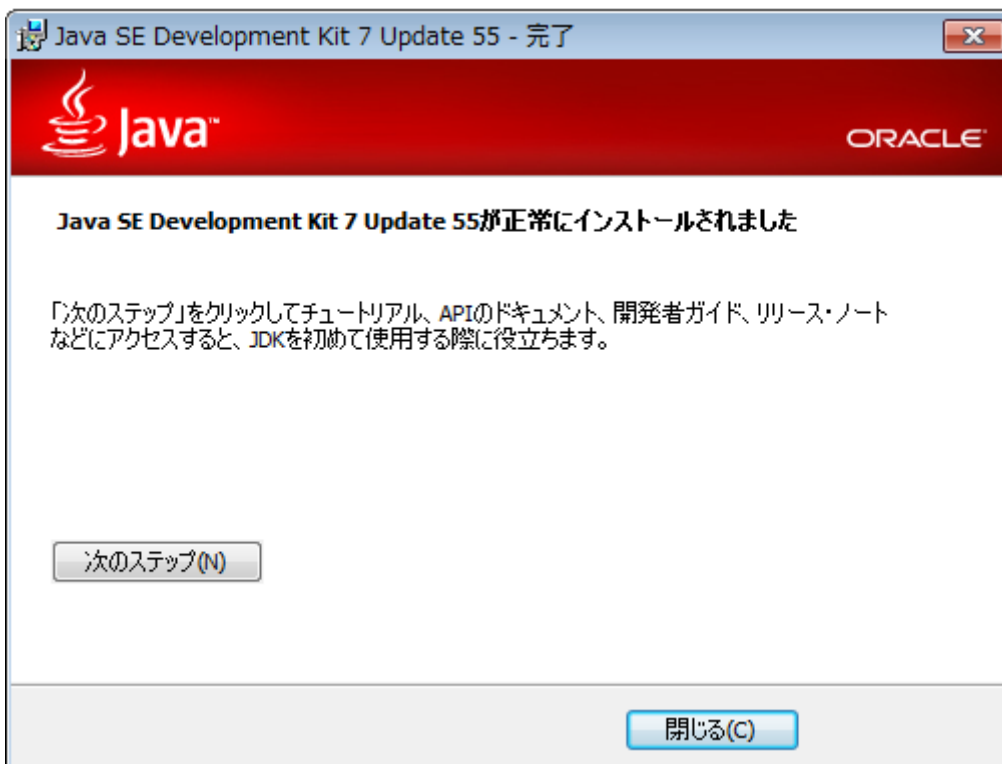 Java SE Development Kit 7 Update 55 - 完了
Java™
ORACLE®
Java SE Development Kit 7 Update 55が正常にインストールされました
「次のステップ」をクリックしてチュートリアル、APIのドキュメント、開発者ガイド、リリース・ノート
などにアクセスすると、JDKを初めて使用する際に役立ちます。
次のステップ(N)
閉じる(C)